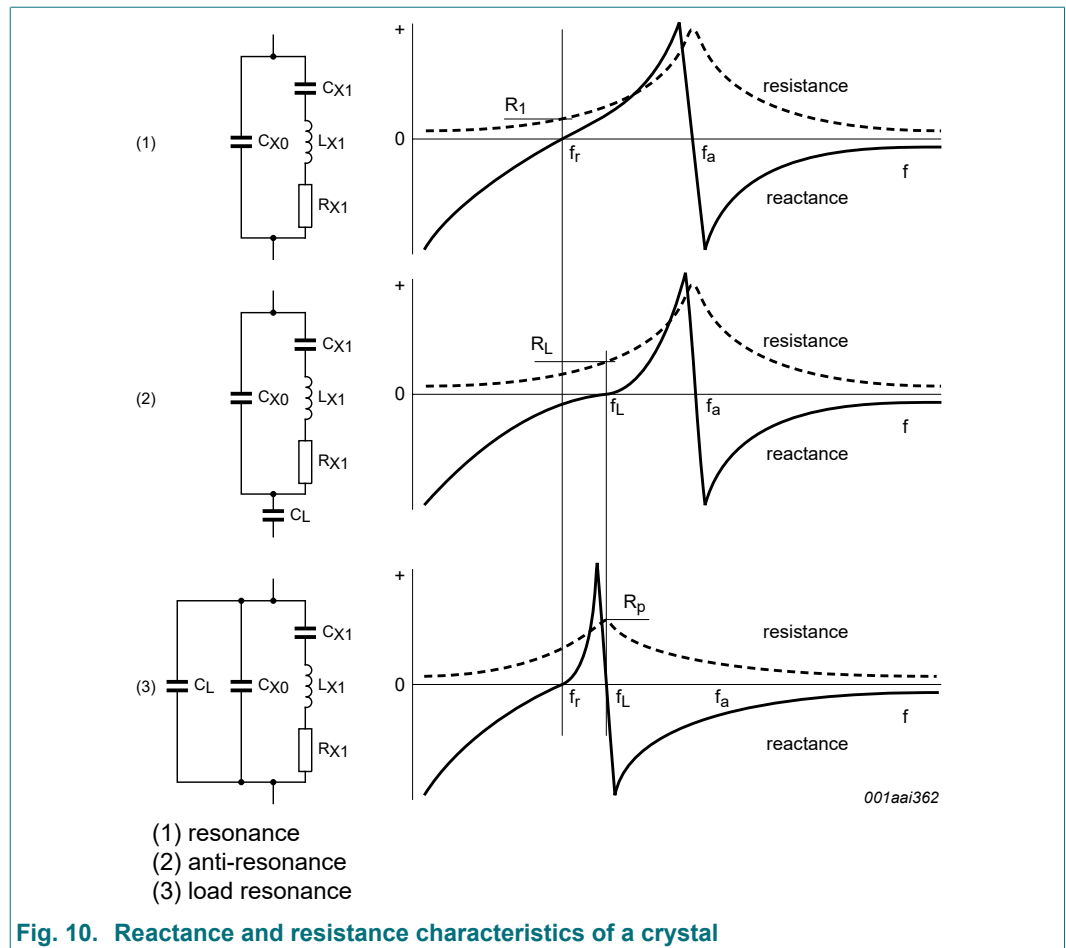 +
0
R1
fr
fa
f
resistance
reactance
(1)
CX0
CX1
LX1
RX1
+
0
RL
fL
fa
f
resistance
reactance
(2)
CX0
CX1
LX1
RX1
CL
+
0
Rp
fr
fL
fa
f
resistance
reactance
(3)
CL
CX0
CX1
LX1
RX1
001aai362
(1) resonance
(2) anti-resonance
(3) load resonance
Fig. 10. Reactance and resistance characteristics of a crystal